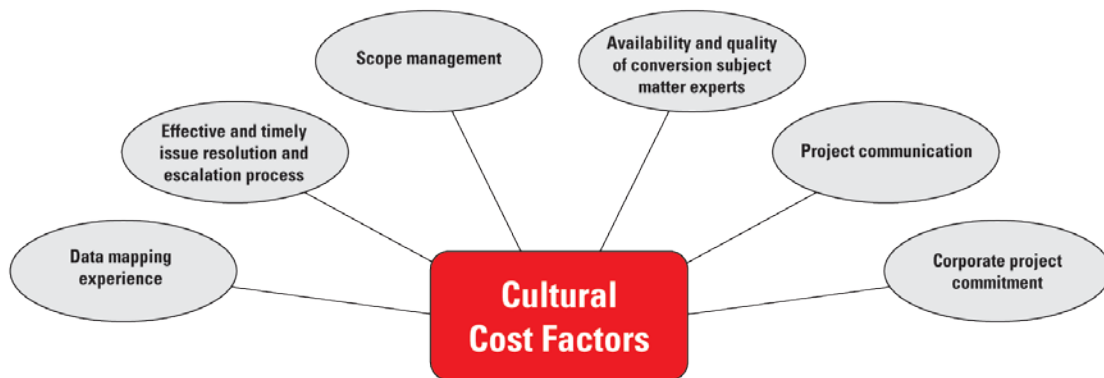 Scope management
Availability and quality
of conversion subject
matter experts
Effective and timely
issue resolution and
escalation process
Project communication
Data mapping
experience
Corporate project
commitment
Cultural
Cost Factors